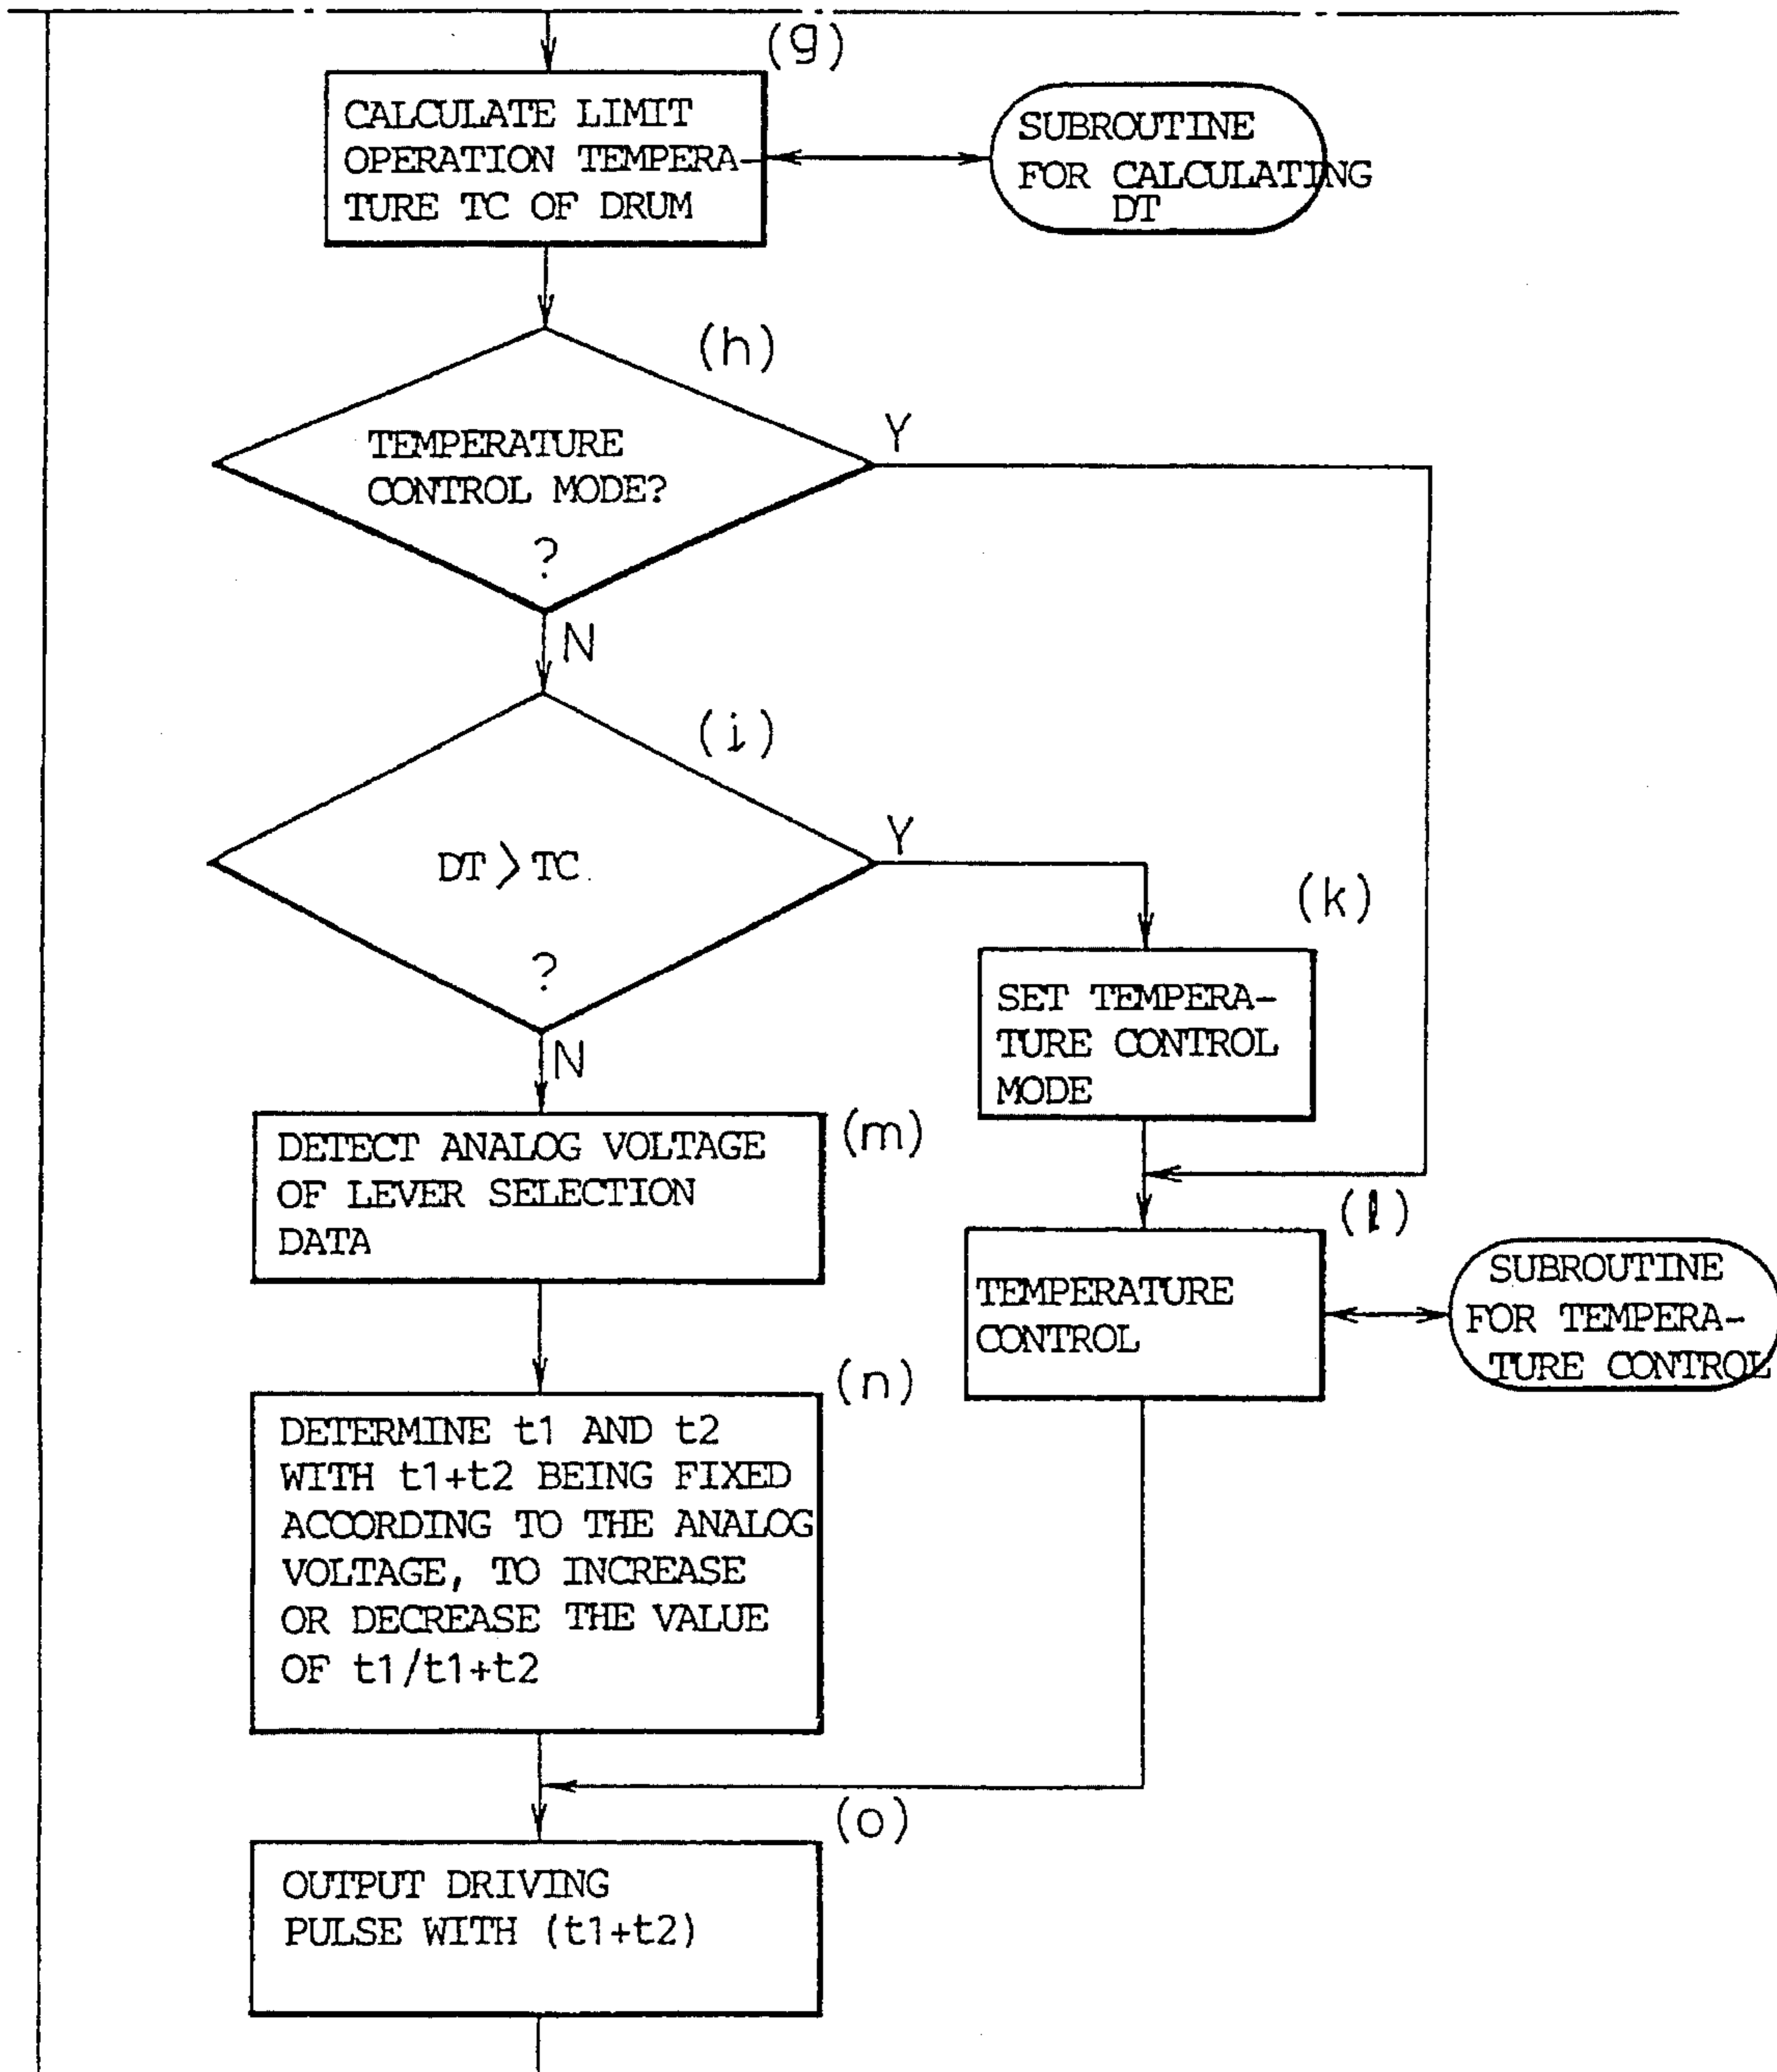 (g)
CALCULATE LIMIT
OPERATION TEMPERA-
TURE TC OF DRUM
SUBROUTINE
FOR CALCULATING
DT
(h)
TEMPERATURE
CONTROL MODE?
?
Y
N
(i)
DT > TC
?
Y
N
(k)
SET TEMPERA-
TURE CONTROL
MODE
(m)
DETECT ANALOG VOLTAGE
OF LEVER SELECTION
DATA
(l)
TEMPERATURE
CONTROL
SUBROUTINE
FOR TEMPERA-
TURE CONTROL
(n)
DETERMINE t1 AND t2
WITH t1+t2 BEING FIXED
ACCORDING TO THE ANALOG
VOLTAGE, TO INCREASE
OR DECREASE THE VALUE
OF t1/t1+t2
(o)
OUTPUT DRIVING
PULSE WITH (t1+t2)